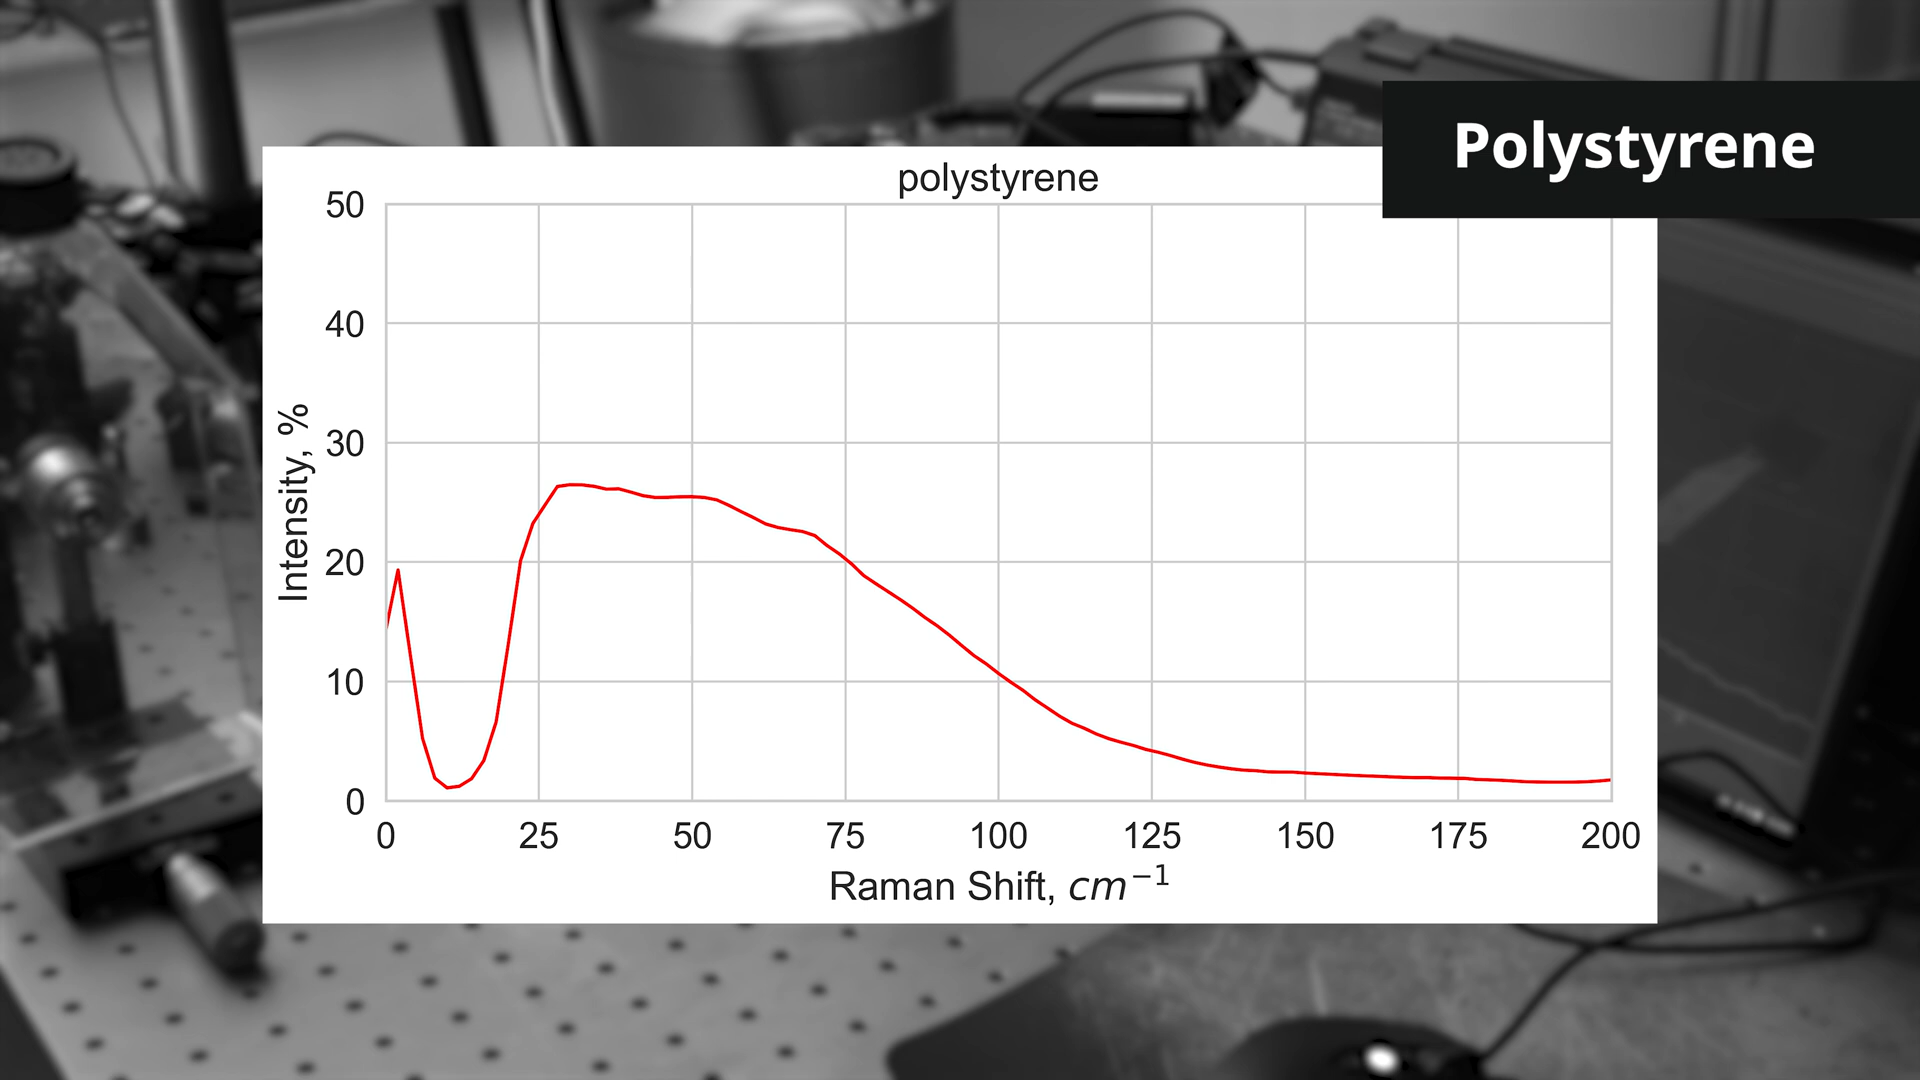 Polystyrene
polystyrene
50
40
30
20
10
0
Intensity, %
0 25 50 75 100 125 150 175 200
Raman Shift, cm⁻¹